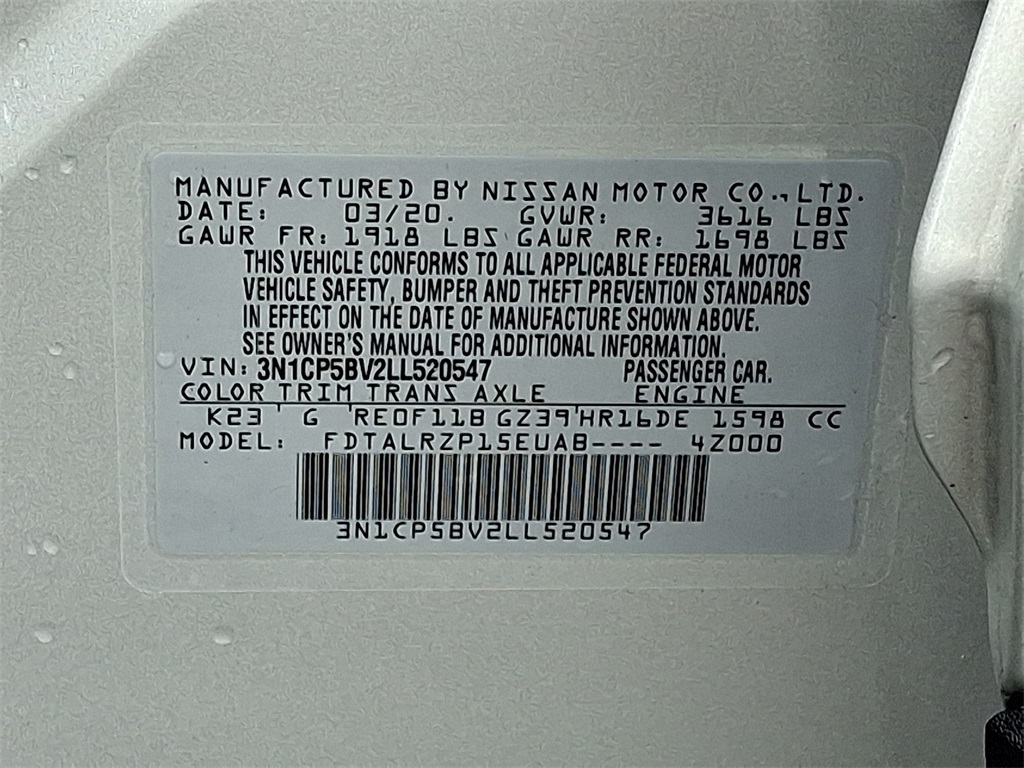 MANUFACTURED BY NISSAN MOTOR CO.,LTD.
DATE: 03/20. GVWR: 3616 LBS
GAWR FR: 1918 LBS GAWR RR: 1698 LBS
THIS VEHICLE CONFORMS TO ALL APPLICABLE FEDERAL MOTOR
VEHICLE SAFETY, BUMPER AND THEFT PREVENTION STANDARDS
IN EFFECT ON THE DATE OF MANUFACTURE SHOWN ABOVE.
SEE OWNER'S MANUAL FOR ADDITIONAL INFORMATION.
VIN: 3N1CP5BV2LL520547 PASSENGER CAR.
COLOR TRIM TRANS AXLE ENGINE
K23 ' G 'RE0F11B GZ39'HR16DE 1598 CC
MODEL: FDTALRZP15EUAB---- 4Z000
3N1CP5BV2LL520547